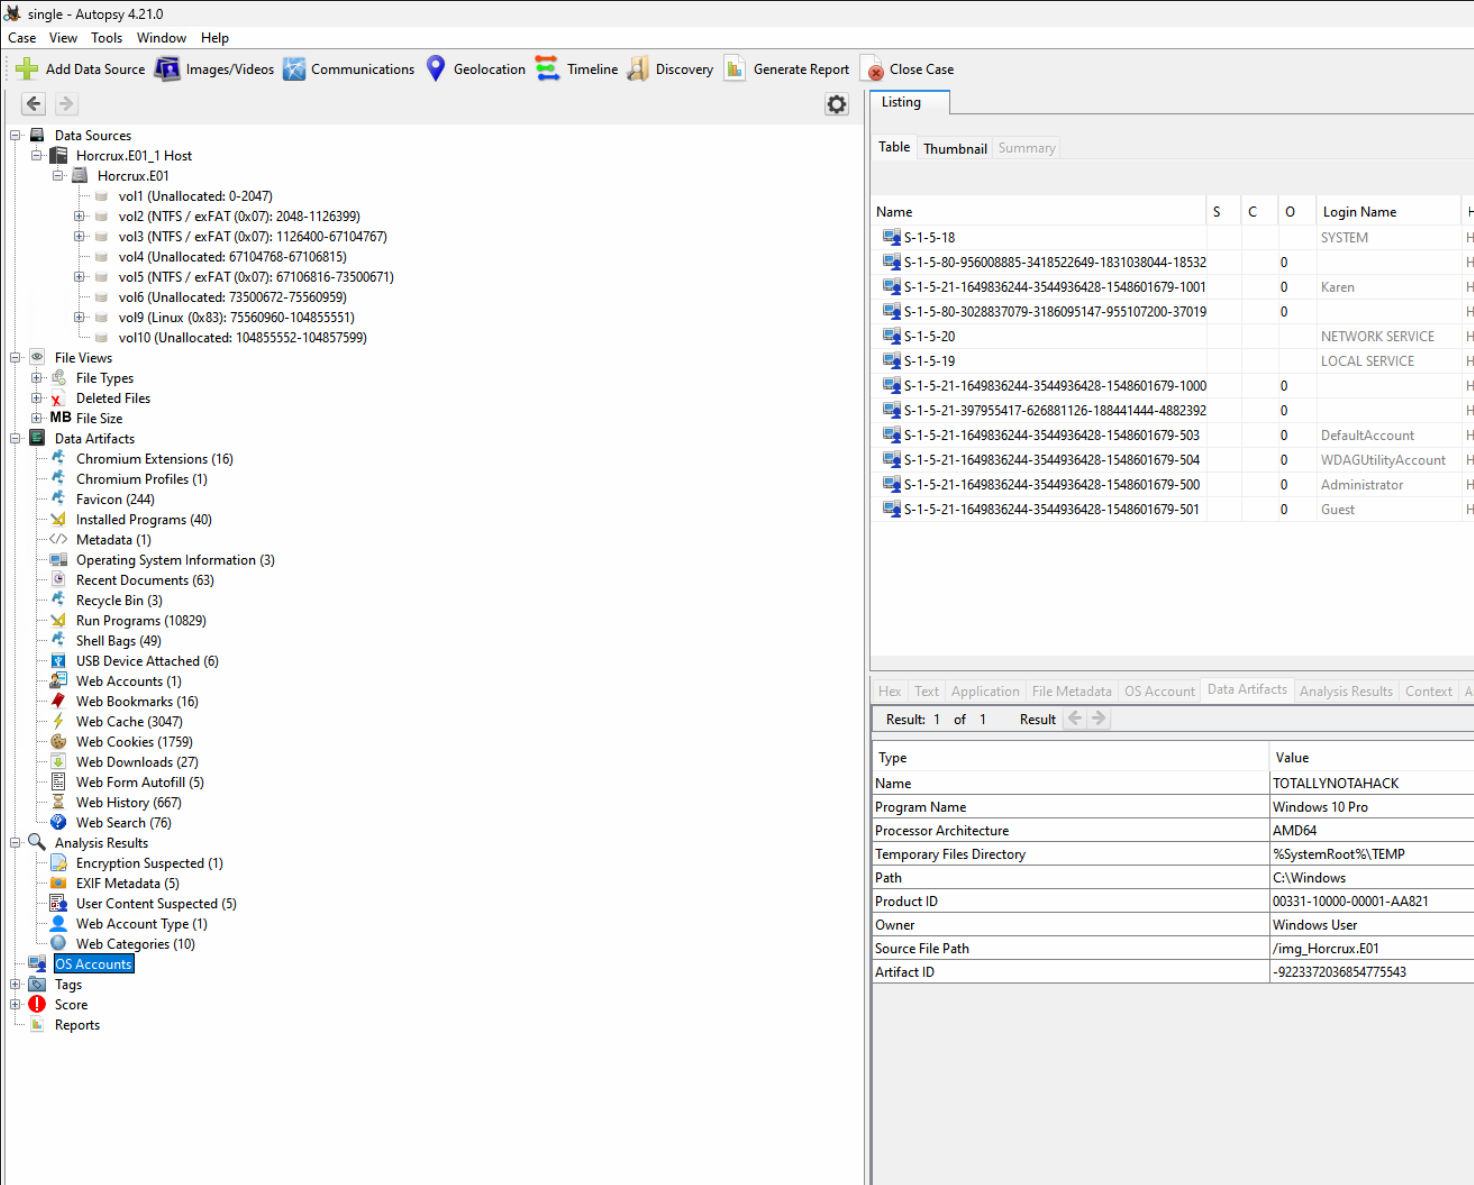 single - Autopsy 4.21.0
Case View Tools Window Help
Add Data Source Images/Videos Communications Geolocation Timeline Discovery Generate Report Close Case
Data Sources
Horcrux.E01_1 Host
Horcrux.E01
vol1 (Unallocated: 0-2047)
vol2 (NTFS / exFAT (0x07): 2048-1126399)
vol3 (NTFS / exFAT (0x07): 1126400-67104767)
vol4 (Unallocated: 67104768-67106815)
vol5 (NTFS / exFAT (0x07): 67106816-73500671)
vol6 (Unallocated: 73500672-75560959)
vol9 (Linux (0x83): 75560960-104855551)
vol10 (Unallocated: 104855552-104857599)
File Views
File Types
Deleted Files
MB File Size
Data Artifacts
Chromium Extensions (16)
Chromium Profiles (1)
Favicon (244)
Installed Programs (40)
Metadata (1)
Operating System Information (3)
Recent Documents (63)
Recycle Bin (3)
Run Programs (10829)
Shell Bags (49)
USB Device Attached (6)
Web Accounts (1)
Web Bookmarks (16)
Web Cache (3047)
Web Cookies (1759)
Web Downloads (27)
Web Form Autofill (5)
Web History (667)
Web Search (76)
Analysis Results
Encryption Suspected (1)
EXIF Metadata (5)
User Content Suspected (5)
Web Account Type (1)
Web Categories (10)
OS Accounts
Tags
Score
Reports
Listing
Table Thumbnail Summary
Name S C O Login Name H
S-1-5-18 SYSTEM H
S-1-5-80-956008885-3418522649-1831038044-18532 0 H
S-1-5-21-1649836244-3544936428-1548601679-1001 0 Karen H
S-1-5-80-3028837079-3186095147-955107200-37019 0 H
S-1-5-20 NETWORK SERVICE H
S-1-5-19 LOCAL SERVICE H
S-1-5-21-1649836244-3544936428-1548601679-1000 0 H
S-1-5-21-397955417-626881126-188441444-4882392 0 H
S-1-5-21-1649836244-3544936428-1548601679-503 0 DefaultAccount H
S-1-5-21-1649836244-3544936428-1548601679-504 0 WDAGUtilityAccount H
S-1-5-21-1649836244-3544936428-1548601679-500 0 Administrator H
S-1-5-21-1649836244-3544936428-1548601679-501 0 Guest H
Hex Text Application File Metadata OS Account Data Artifacts Analysis Results Context A
Result: 1 of 1 Result
Type Value
Name TOTALLYNOTAHACK
Program Name Windows 10 Pro
Processor Architecture AMD64
Temporary Files Directory %SystemRoot%\TEMP
Path C:\Windows
Product ID 00331-10000-00001-AA821
Owner Windows User
Source File Path /img_Horcrux.E01
Artifact ID -9223372036854775543